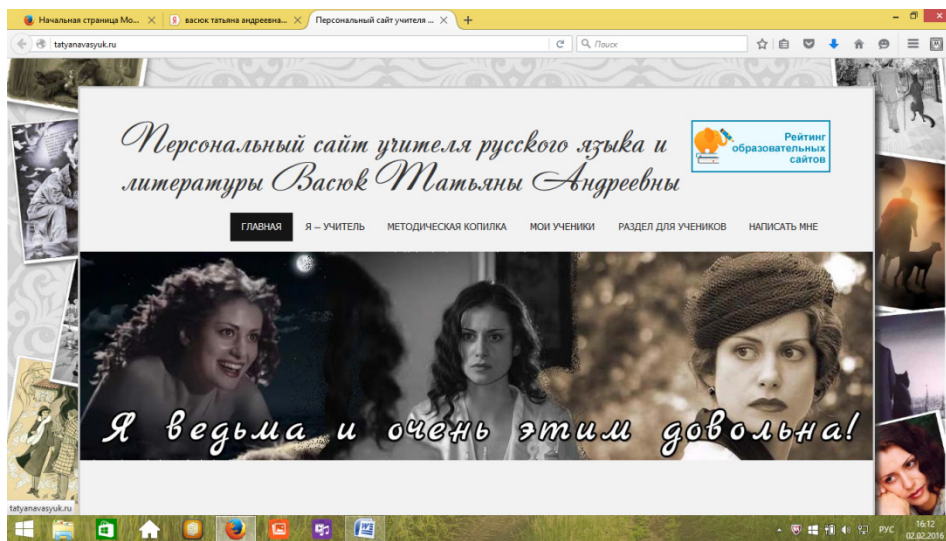 Начальная страница Mo...
васюк татьяна андреевна...
Персональный сайт учителя ...
tatyanavasyuk.ru
Поиск
Персональный сайт учителя русского языка и
литературы Васюк Татьяны Андреевны
Рейтинг
образовательных
сайтов
ГЛАВНАЯ Я – УЧИТЕЛЬ МЕТОДИЧЕСКАЯ КОПИЛКА МОИ УЧЕНИКИ РАЗДЕЛ ДЛЯ УЧЕНИКОВ НАПИСАТЬ МНЕ
Я ведьма и очень этим довольна!
tatyanavasyuk.ru
РУС
16:12
02.02.2016